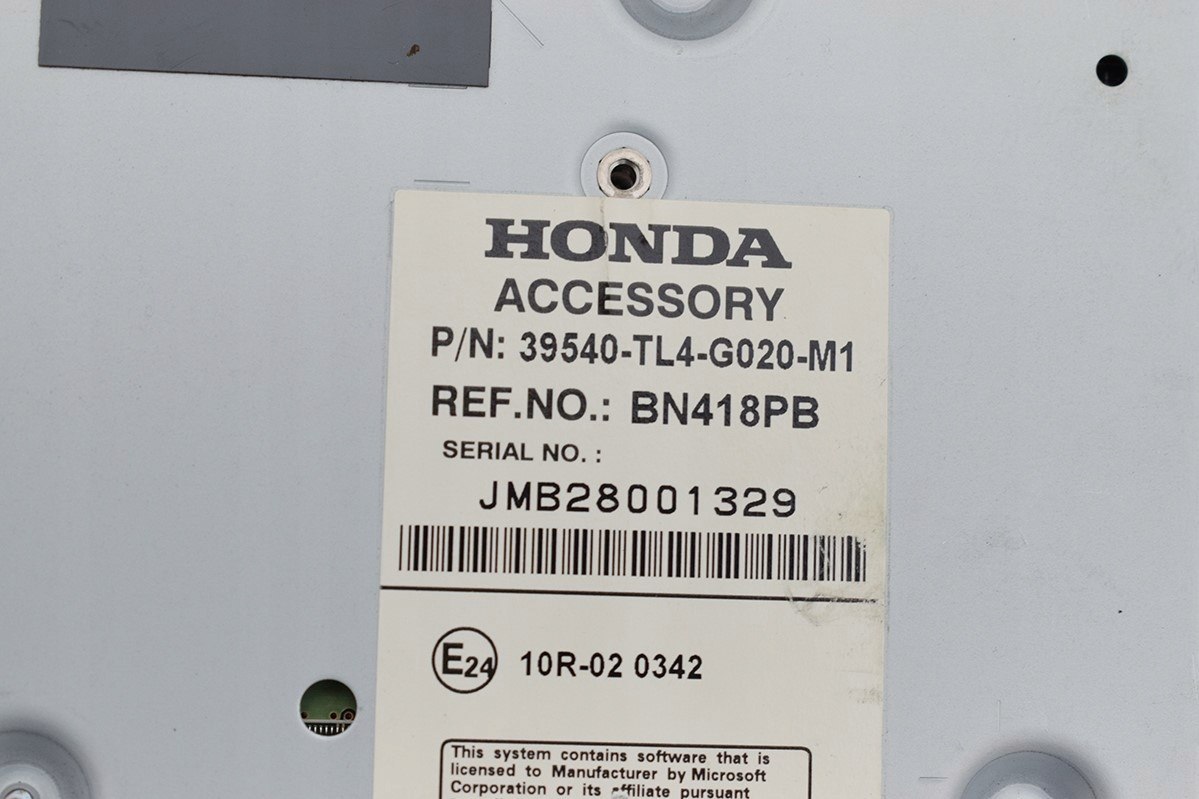 HONDA
ACCESSORY
P/N: 39540-TL4-G020-M1
REF.NO.: BN418PB
SERIAL NO. :
JMB28001329
E24 10R-02 0342
This system contains software that is
licensed to Manufacturer by Microsoft
Corporation or its affiliate pursuant